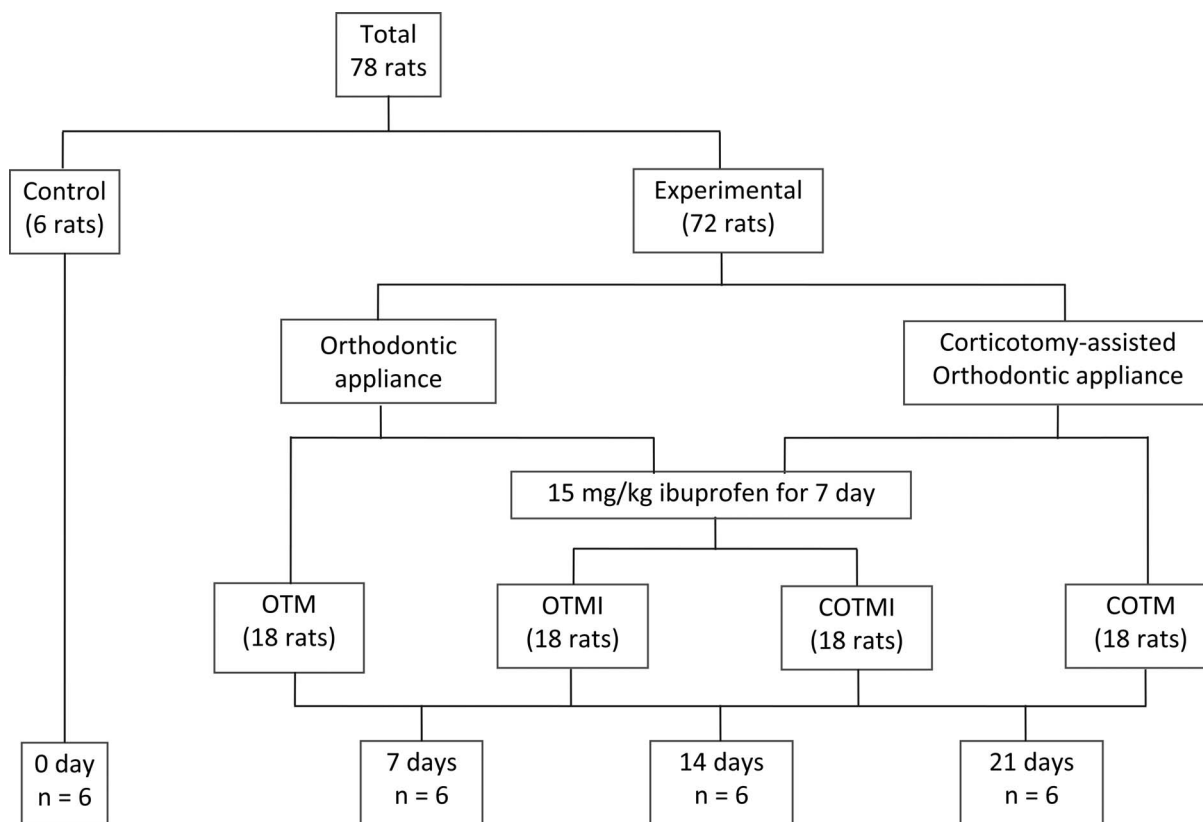 Total
78 rats
Control
(6 rats)
Experimental
(72 rats)
Orthodontic
appliance
Corticotomy-assisted
Orthodontic appliance
15 mg/kg ibuprofen for 7 day
OTM
(18 rats)
OTMI
(18 rats)
COTMI
(18 rats)
COTM
(18 rats)
0 day
n = 6
7 days
n = 6
14 days
n = 6
21 days
n = 6